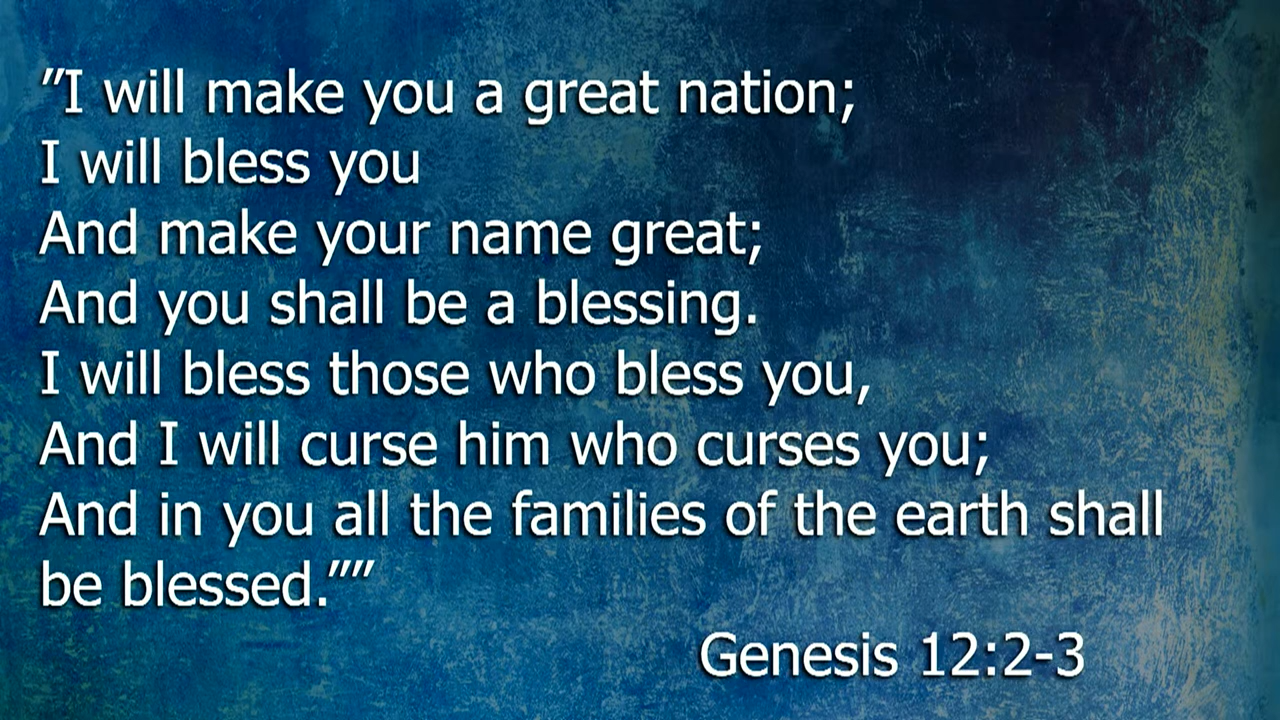 "I will make you a great nation;
I will bless you
And make your name great;
And you shall be a blessing.
I will bless those who bless you,
And I will curse him who curses you;
And in you all the families of the earth shall
be blessed.""
Genesis 12:2-3